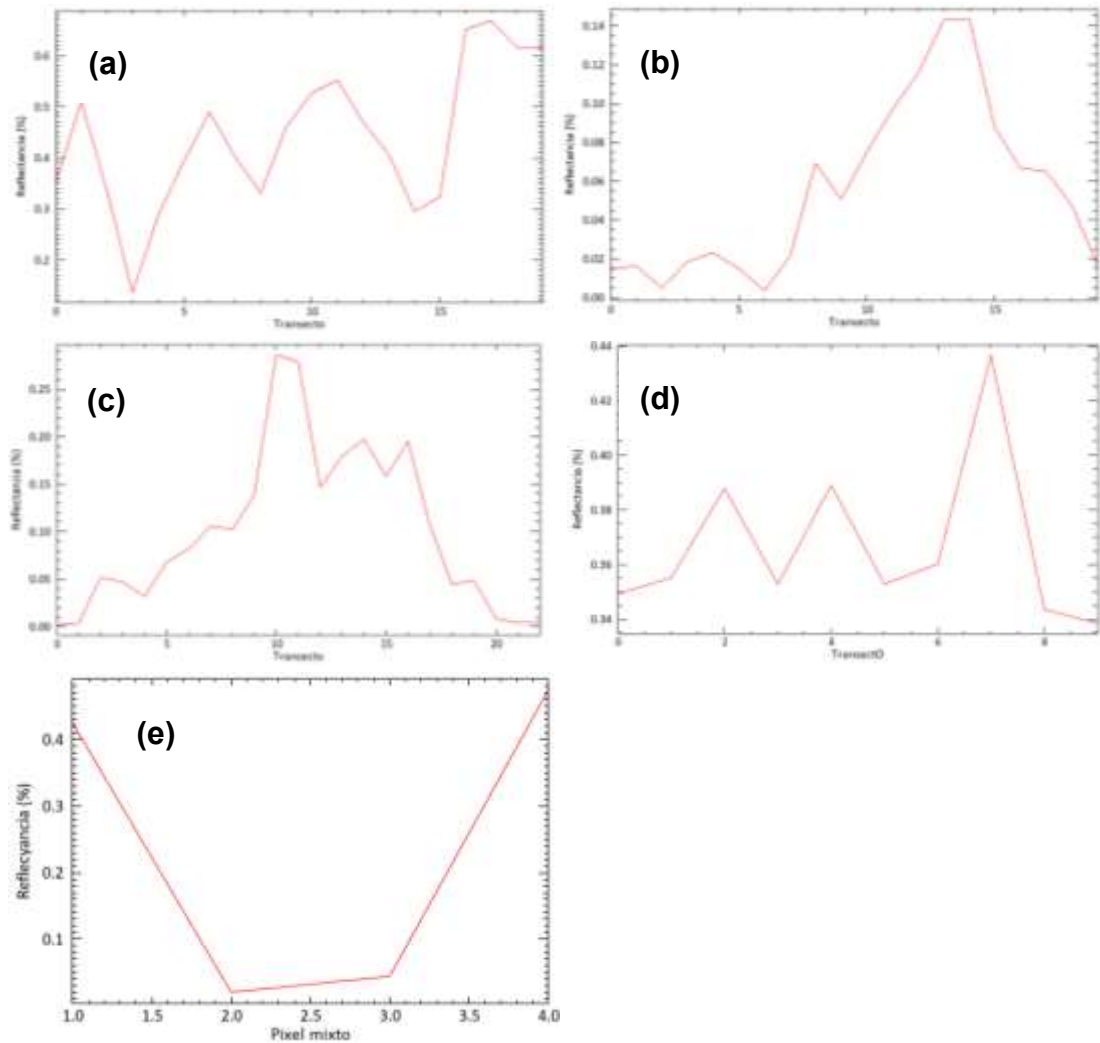 (a)
Reflectancia (%)
0.6
0.5
0.4
0.3
0.2
0 5 10 15
Transecto
(b)
Reflectancia (%)
0.14
0.12
0.10
0.08
0.06
0.04
0.02
0.00
0 5 10 15
Transecto
(c)
Reflectancia (%)
0.25
0.20
0.15
0.10
0.05
0.00
0 5 10 15 20
Transecto
(d)
Reflectancia (%)
0.44
0.42
0.40
0.38
0.36
0.34
0 2 4 6 8
TransectO
(e)
Reflecyancia (%)
0.4
0.3
0.2
0.1
1.0 1.5 2.0 2.5 3.0 3.5 4.0
Pixel mixto